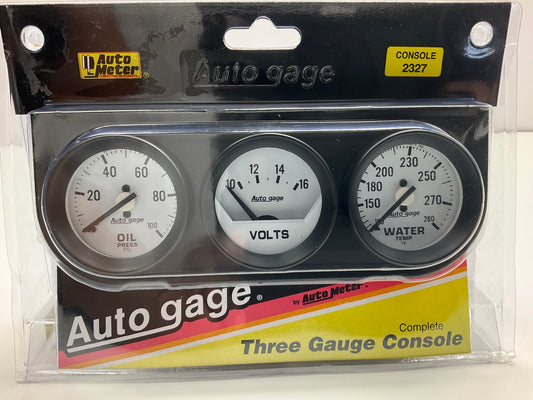 Auto Meter®
Auto gage
CONSOLE
2327
20 40 60 80 100
Auto gage
OIL
PRESS
PSI
10 12 14 16
Auto gage
VOLTS
100 150 180 200 230 250 270 280
Auto gage
WATER
TEMP
°F
Auto gage®
by Auto Meter®
Complete
Three Gauge Console